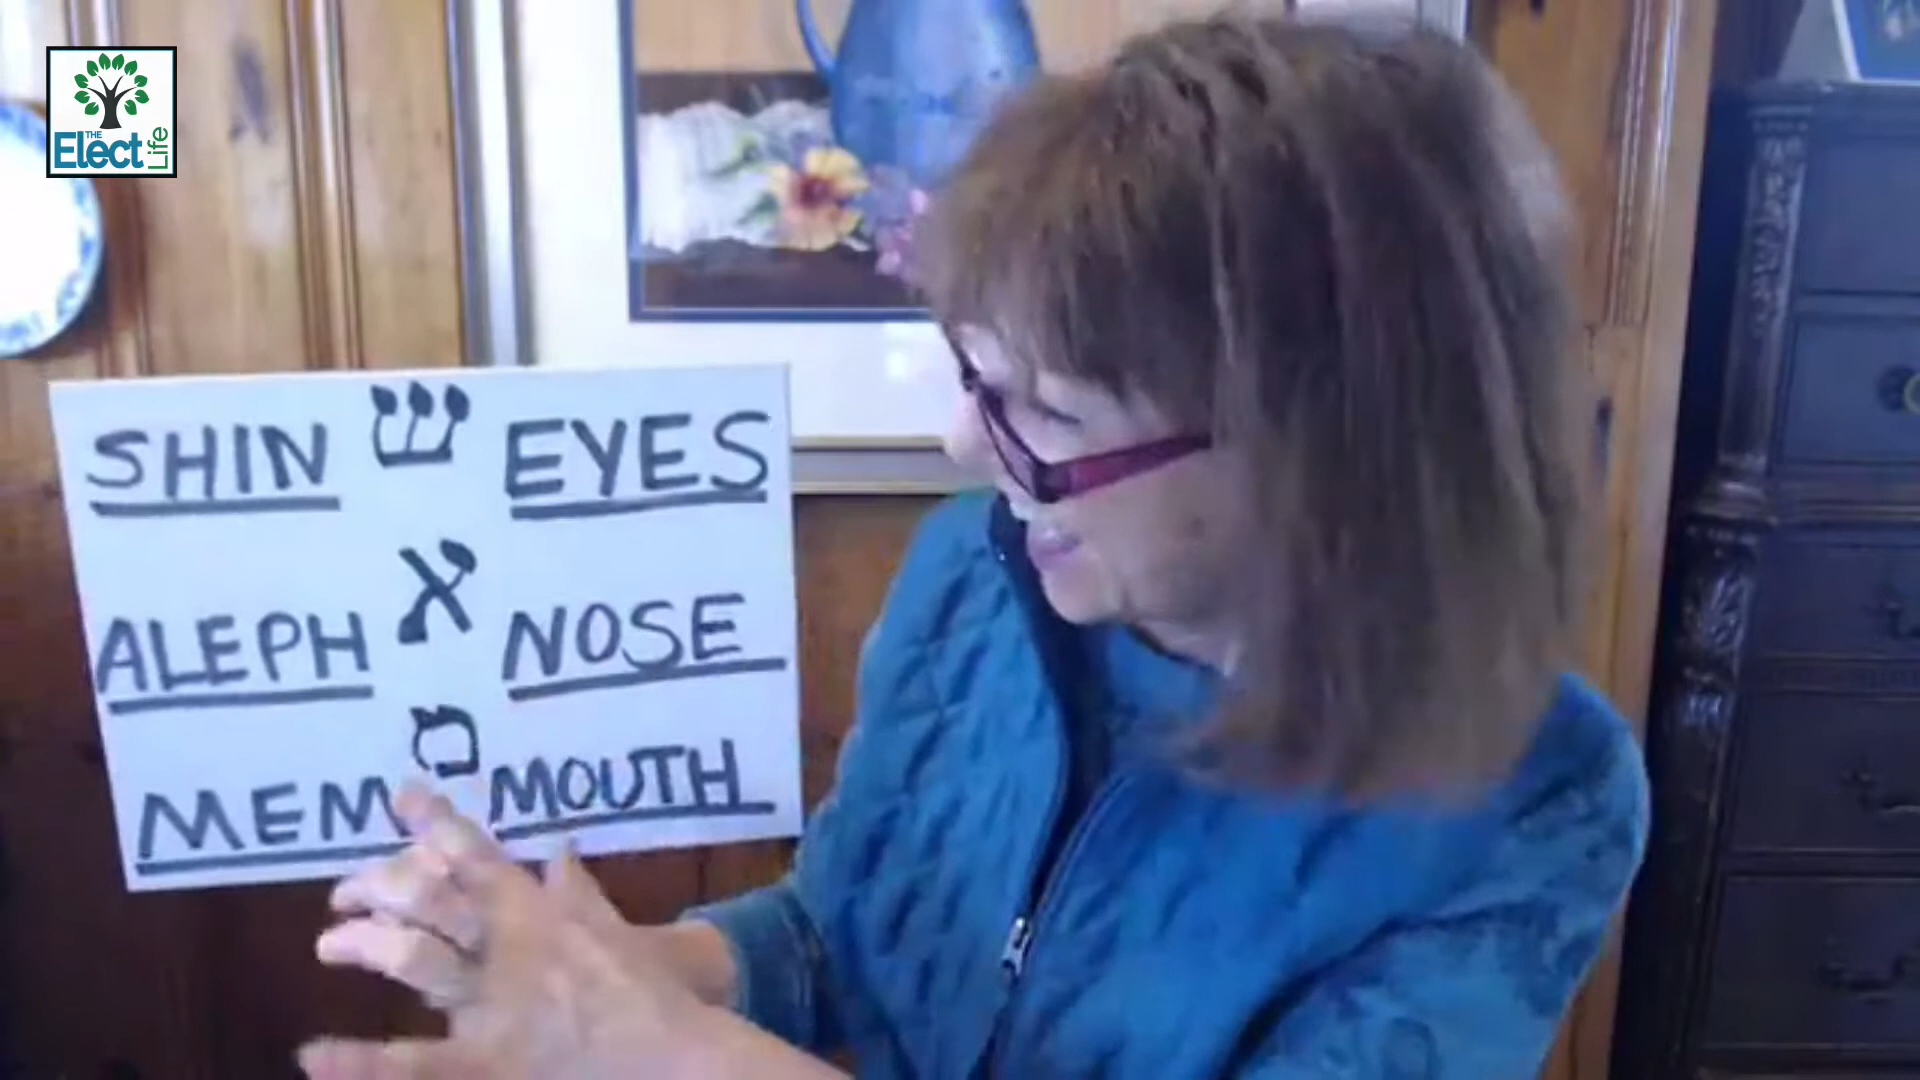 THE
Elect Life
SHIN ש EYES
ALEPH א NOSE
MEM מ MOUTH